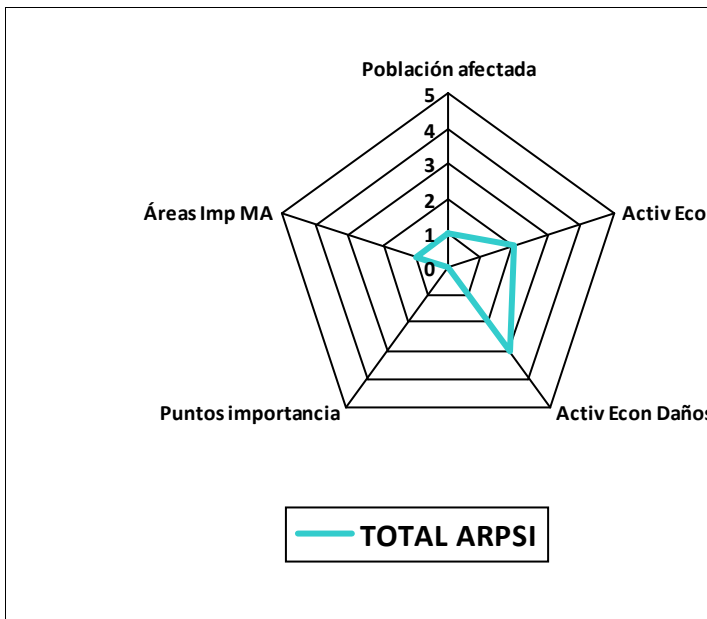 Población afectada
5
4
3
2
1
0
Áreas Imp MA
Activ Eco
Puntos importancia
Activ Econ Daños
TOTAL ARPSI